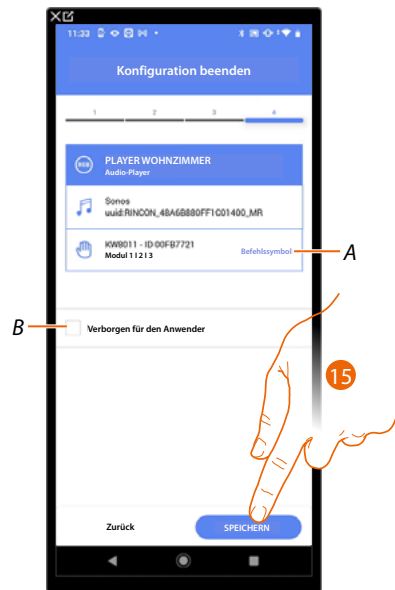 11:33
Konfiguration beenden
1 2 3 4
PLAYER WOHNZIMMER
Audio-Player
Sonos
uuid:RINCON_48A6B880FF1C01400_MR
KW8011 - ID 00FB7721
Modul 1 I 2 I 3
Befehlssymbol
A
B
Verborgen für den Anwender
15
Zurück
SPEICHERN